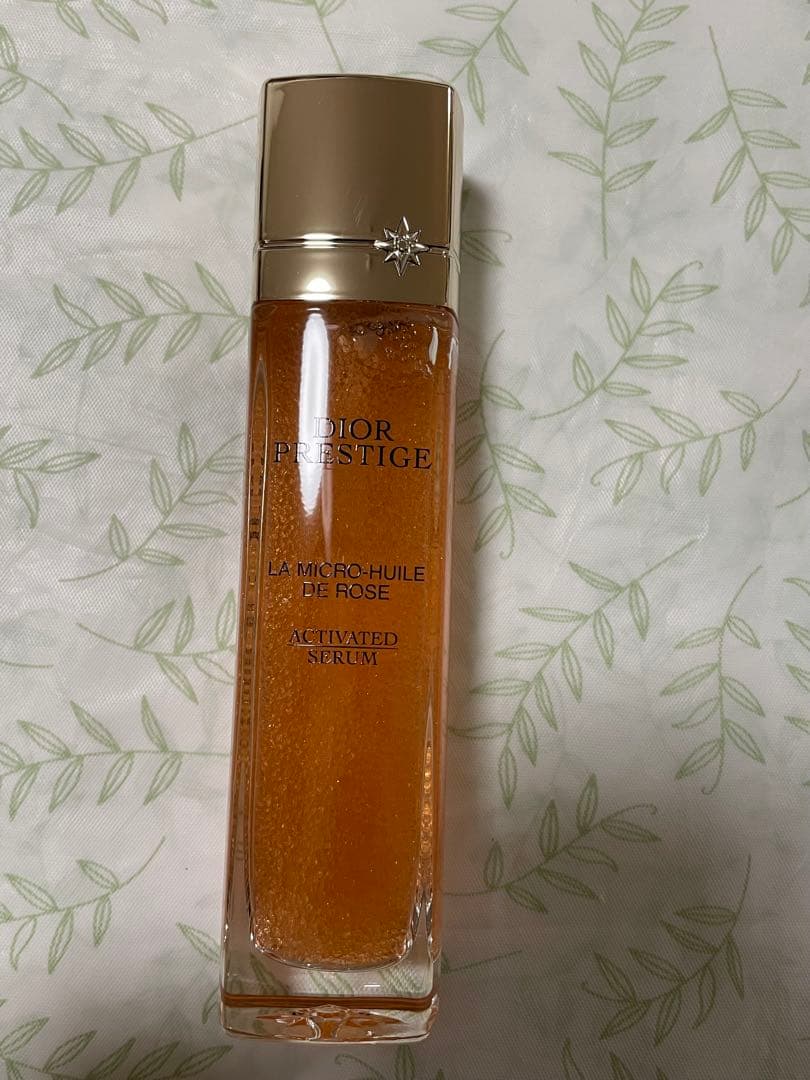 DIOR
PRESTIGE
LA MICRO-HUILE
DE ROSE
ACTIVATED
SERUM